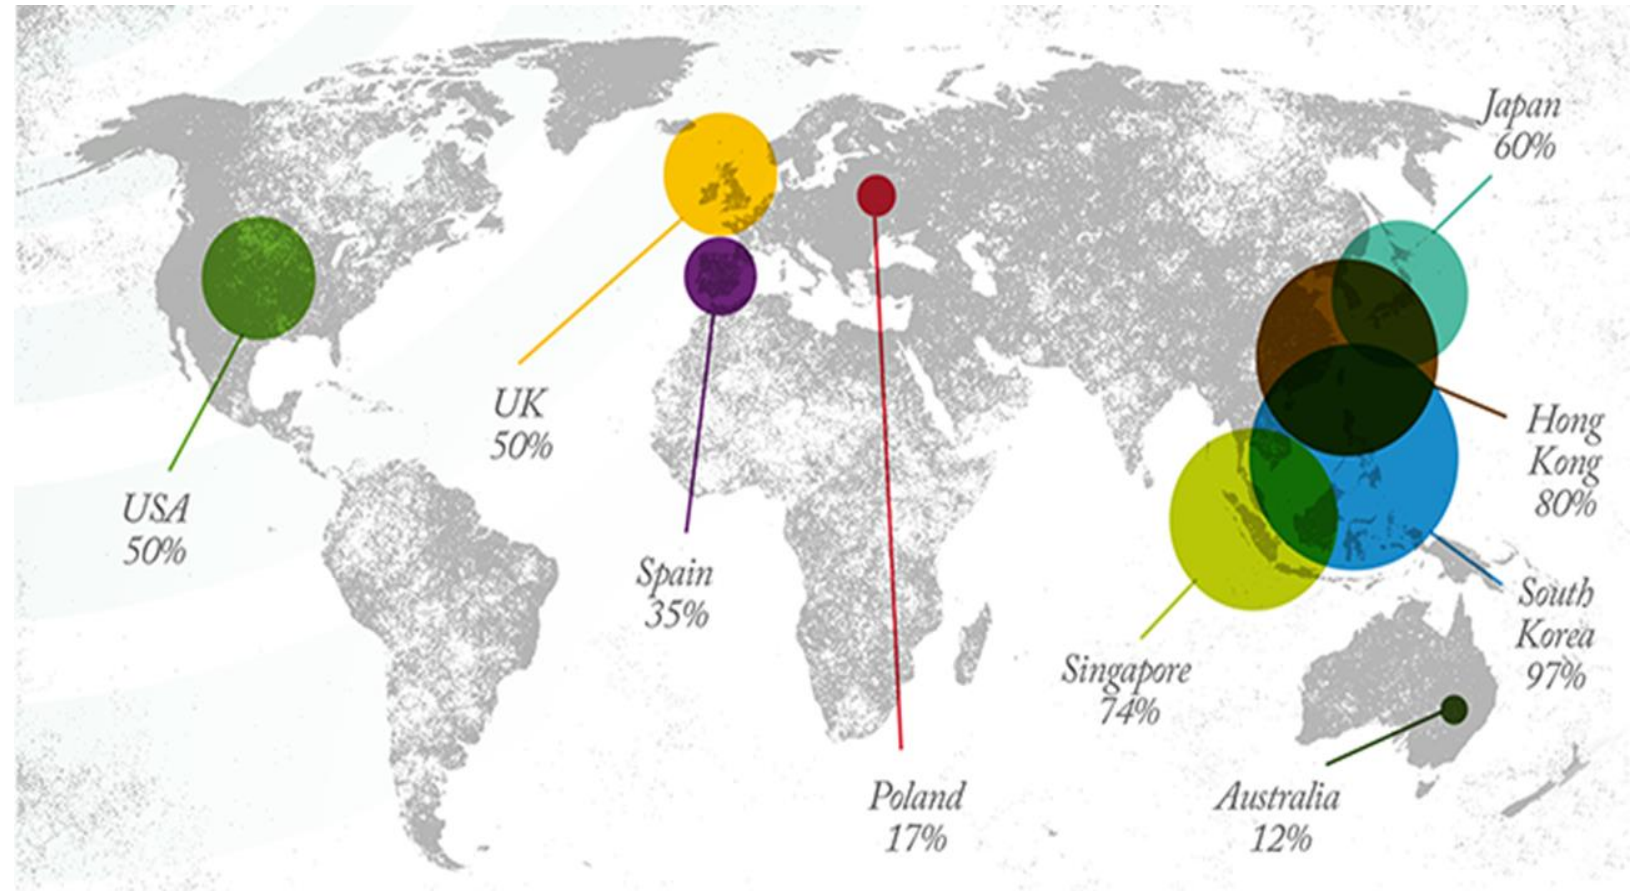 Japan
60%
UK
50%
Hong
Kong
80%
USA
50%
Spain
35%
South
Korea
97%
Singapore
74%
Poland
17%
Australia
12%